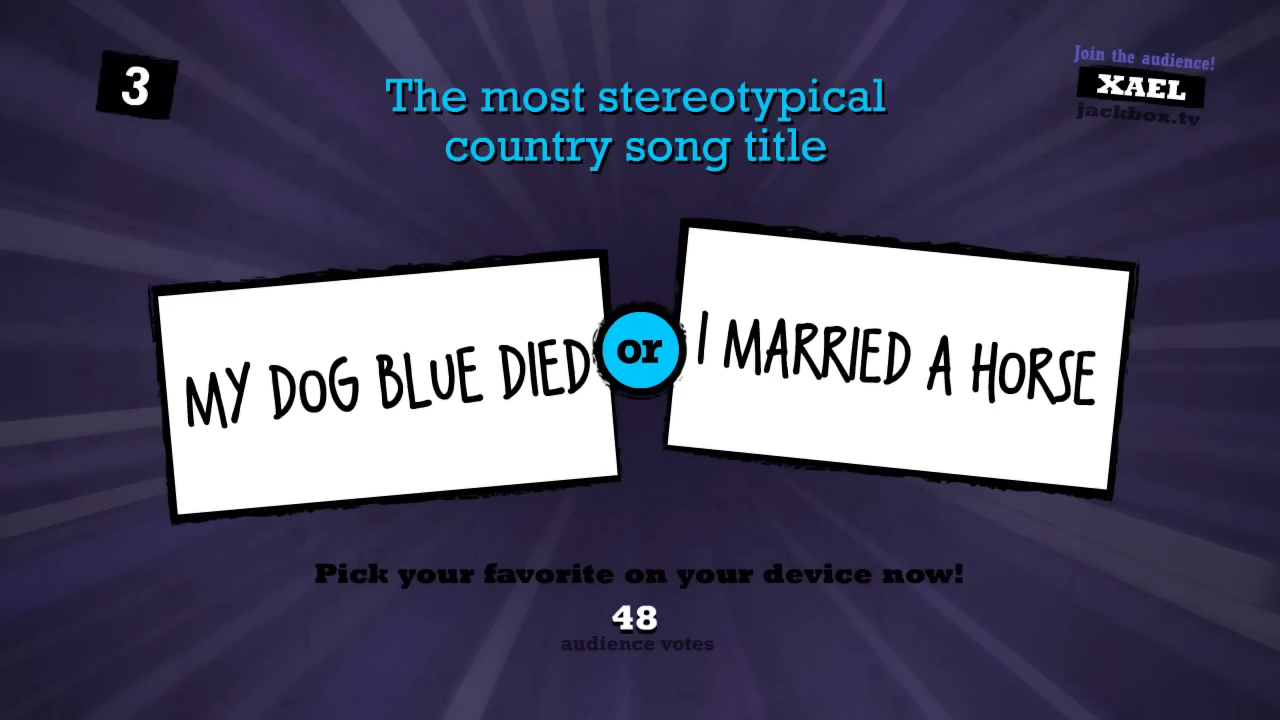 3
The most stereotypical
country song title
Join the audience!
XAEL
jackbox.tv
MY DOG BLUE DIED
or
I MARRIED A HORSE
Pick your favorite on your device now!
48
audience votes